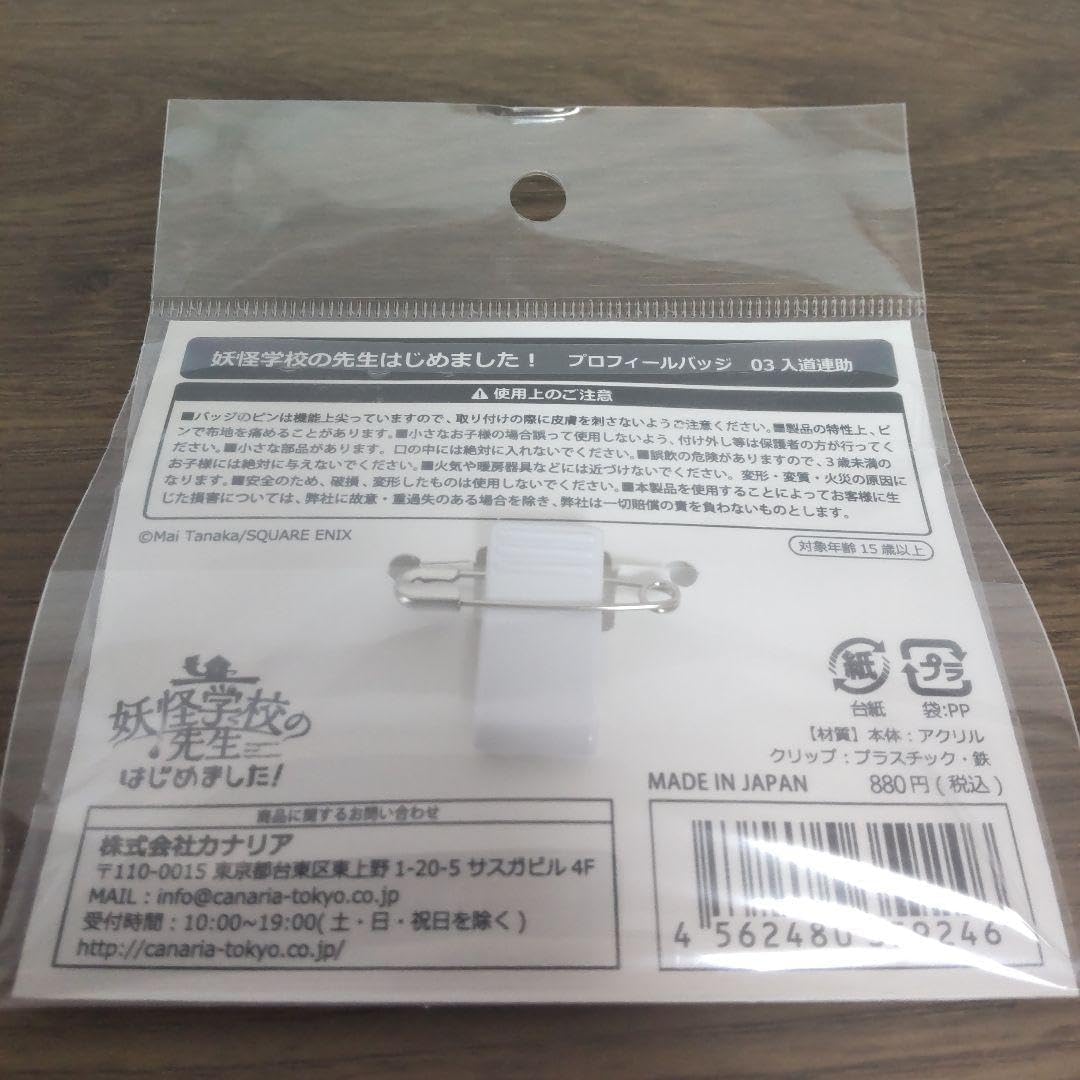 妖怪学校の先生はじめました！　プロフィールバッジ　03 入道連助
⚠ 使用上のご注意
■バッジのピンは機能上尖っていますので、取り付けの際に皮膚を刺さないようご注意ください。■製品の特性上、ピ
ンで布地を痛めることがあります。■小さなお子様の場合誤って使用しないよう、付け外し等は保護者の方が行ってく
ださい。■小さな部品があります。口の中には絶対に入れないでください。■誤飲の危険がありますので、3歳未満の
お子様には絶対に与えないでください。■火気や暖房器具などには近づけないでください。変形・変質・火災の原因に
なります。■安全のため、破損、変形したものは使用しないでください。■本製品を使用することによってお客様に生
じた損害については、弊社に故意・重過失のある場合を除き、弊社は一切賠償の責を負わないものとします。
©Mai Tanaka/SQUARE ENIX
対象年齢 15 歳以上
妖怪学校の
先生
はじめました!
紙 プラ
台紙 袋:PP
【材質】本体：アクリル
クリップ：プラスチック・鉄
MADE IN JAPAN 880円(税込)
商品に関するお問い合わせ
株式会社カナリア
〒110-0015 東京都台東区東上野 1-20-5 サスガビル 4F
MAIL：info@canaria-tokyo.co.jp
受付時間：10:00~19:00(土・日・祝日を除く)
http://canaria-tokyo.co.jp/
4 562480